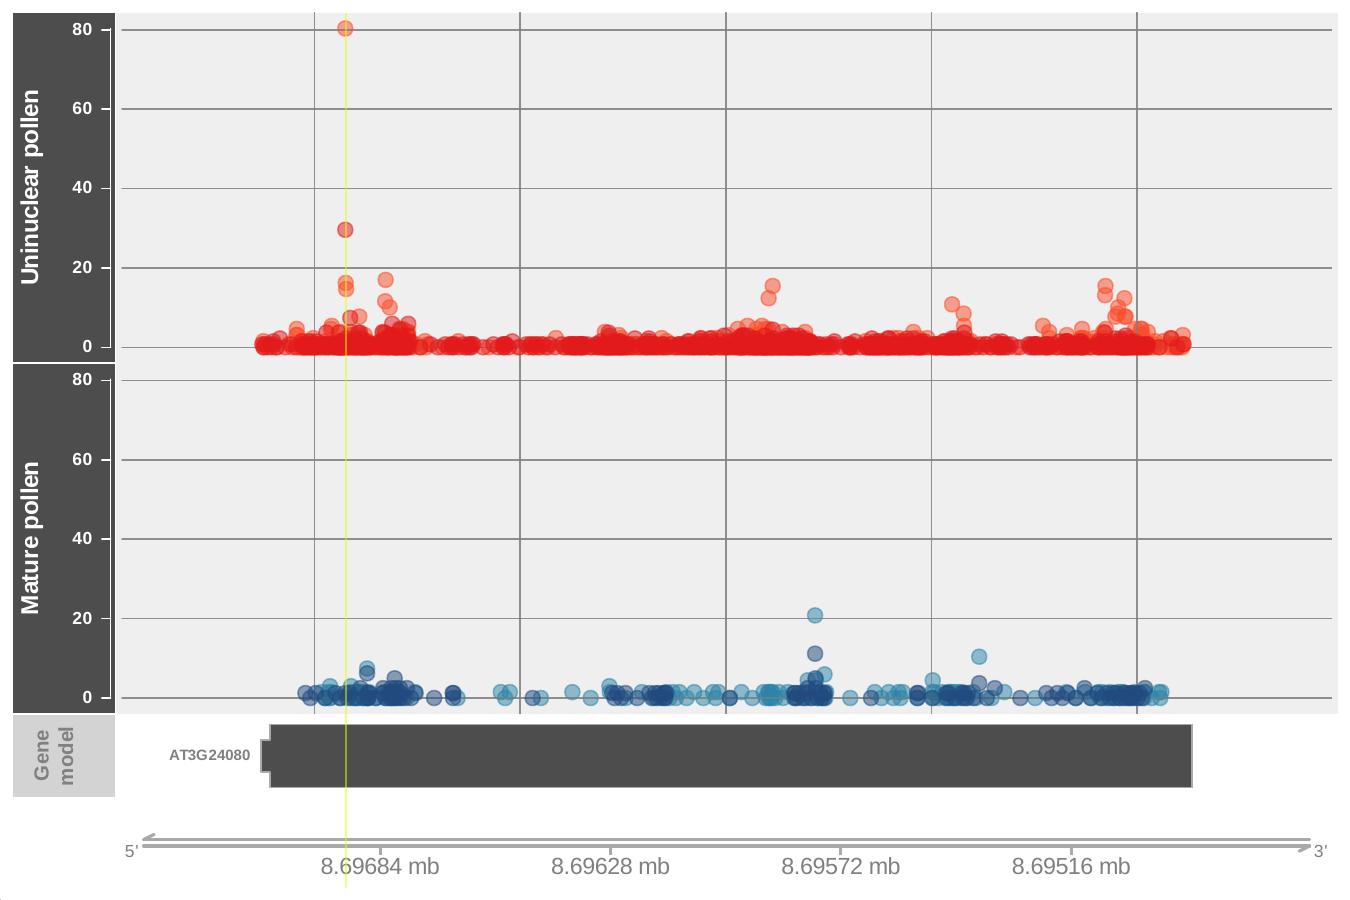 Uninuclear pollen
80
60
40
20
0
Mature pollen
80
60
40
20
0
Gene
model
AT3G24080
5'
3'
8.69684 mb
8.69628 mb
8.69572 mb
8.69516 mb